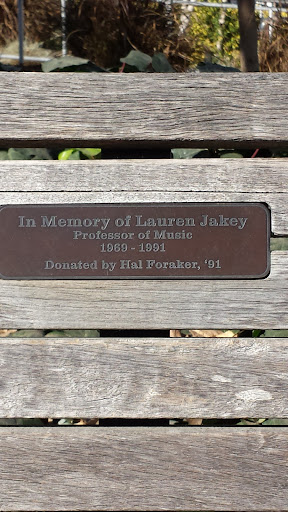 In Memory of Lauren Jakey
Professor of Music
1969 - 1991
Donated by Hal Foraker, ‘91